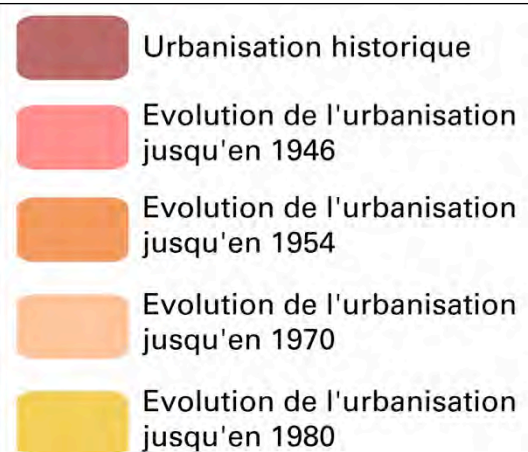 Urbanisation historique
Evolution de l'urbanisation
jusqu'en 1946
Evolution de l'urbanisation
jusqu'en 1954
Evolution de l'urbanisation
jusqu'en 1970
Evolution de l'urbanisation
jusqu'en 1980